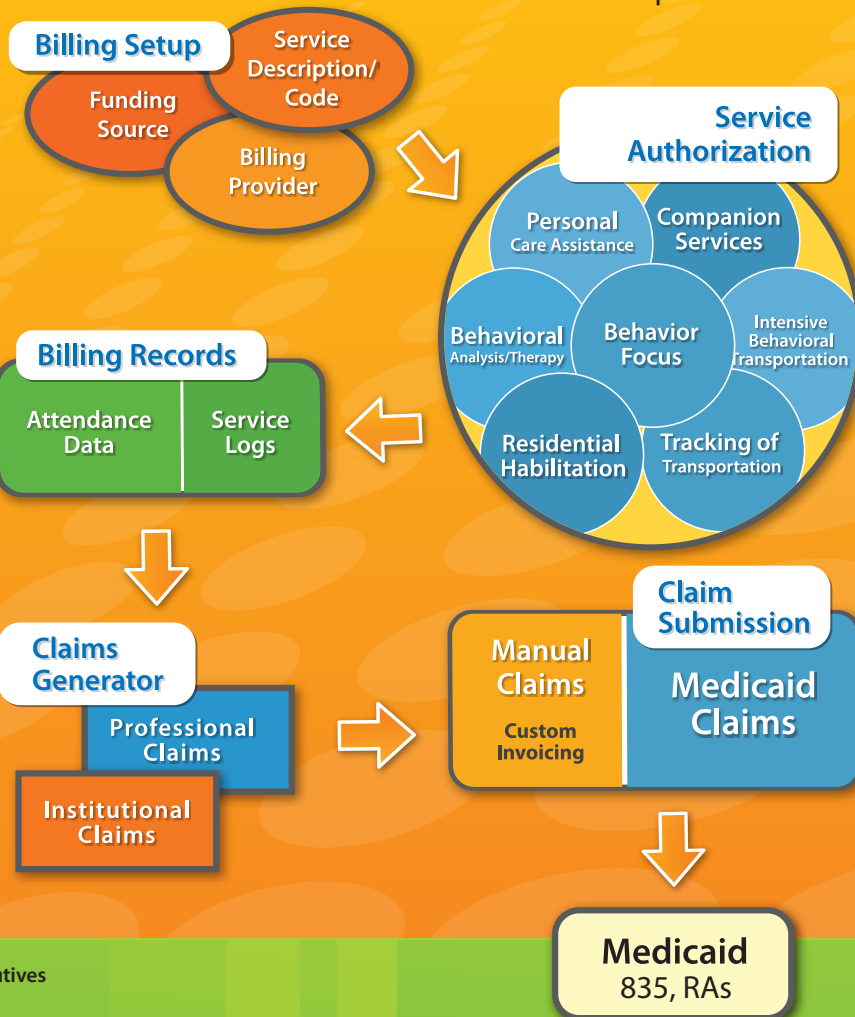 Billing Setup
Service
Description/
Code
Funding
Source
Billing
Provider
Service
Authorization
Personal
Care Assistance
Companion
Services
Behavioral
Analysis/Therapy
Behavior
Focus
Intensive
Behavioral
Transportation
Residential
Habilitation
Tracking of
Transportation
Billing Records
Attendance
Data
Service
Logs
Claims
Generator
Professional
Claims
Institutional
Claims
Claim
Submission
Manual
Claims
Custom
Invoicing
Medicaid
Claims
Medicaid
835, RAs